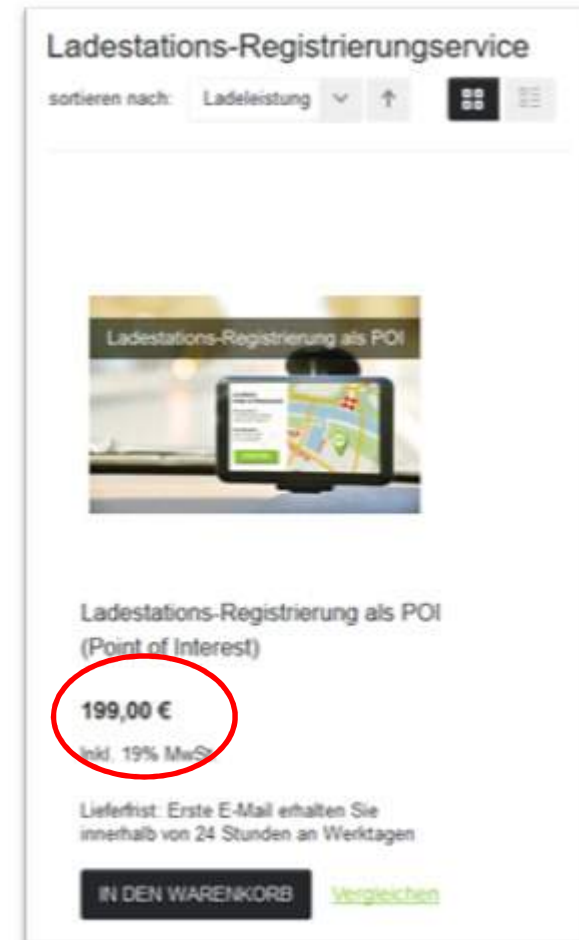 Ladestations-Registrierungservice
sortieren nach: Ladeleistung
Ladestations-Registrierung als POI
Ladestations-Registrierung als POI
(Point of Interest)
199,00 €
Inkl. 19% MwSt.
Lieferfrist: Erste E-Mail erhalten Sie
innerhalb von 24 Stunden an Werktagen
IN DEN WARENKORB Vergleichen